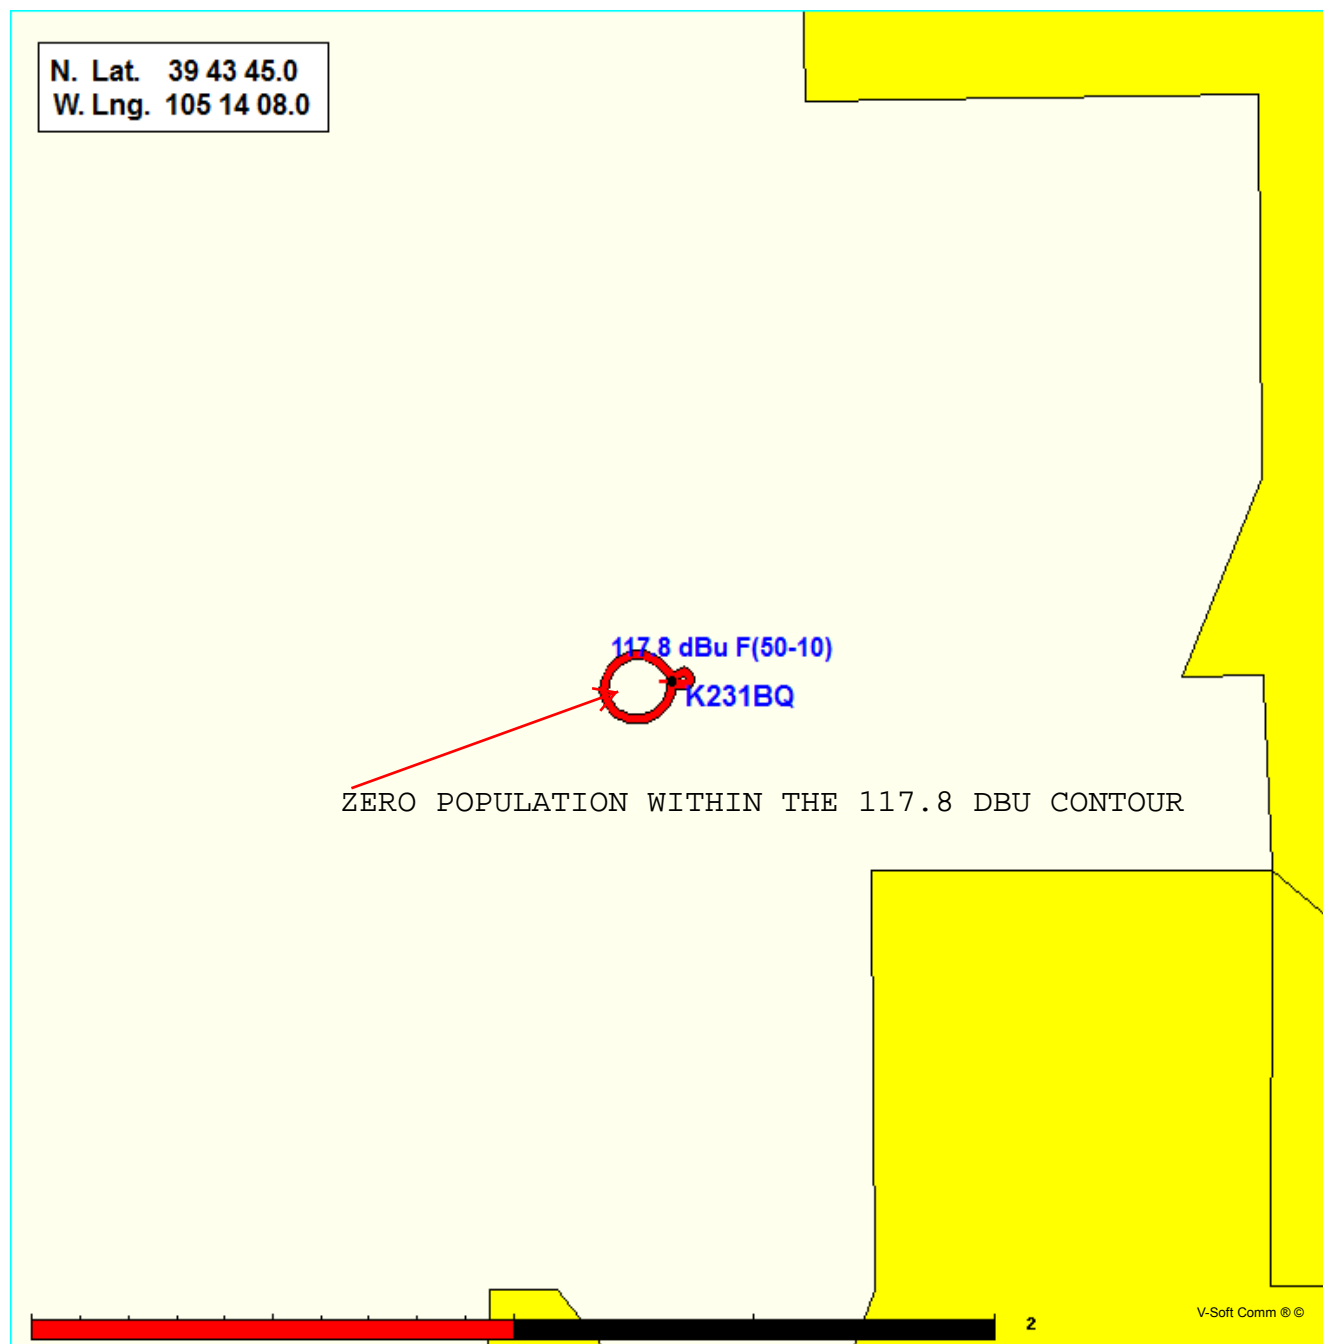 N. Lat. 39 43 45.0
W. Lng. 105 14 08.0
117.8 dBu F(50-10)
K231BQ
ZERO POPULATION WITHIN THE 117.8 DBU CONTOUR
V-Soft Comm ® ©
2